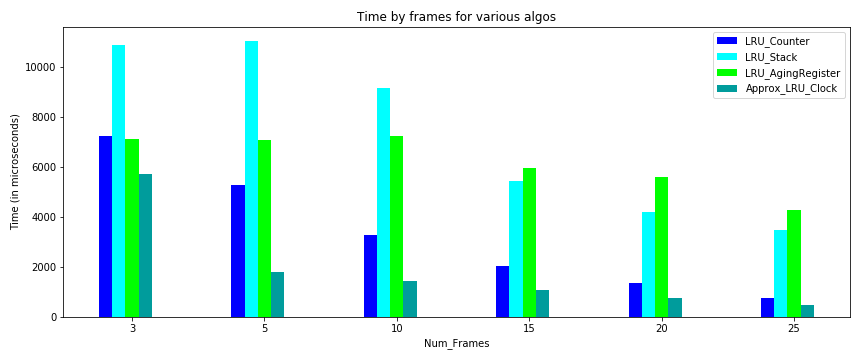 Time by frames for various algos
LRU_Counter
LRU_Stack
LRU_AgingRegister
Approx_LRU_Clock
Time (in microseconds)
10000
8000
6000
4000
2000
0
3 5 10 15 20 25
Num_Frames